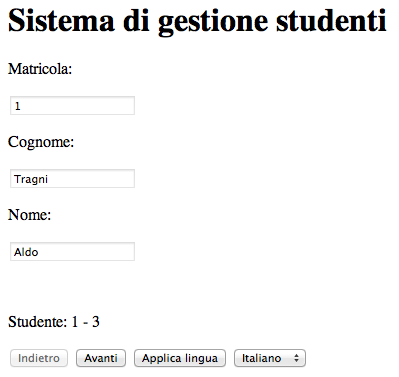 Sistema di gestione studenti
Matricola:
1
Cognome:
Tragni
Nome:
Aldo
Studente: 1 - 3
Indietro Avanti Applica lingua Italiano